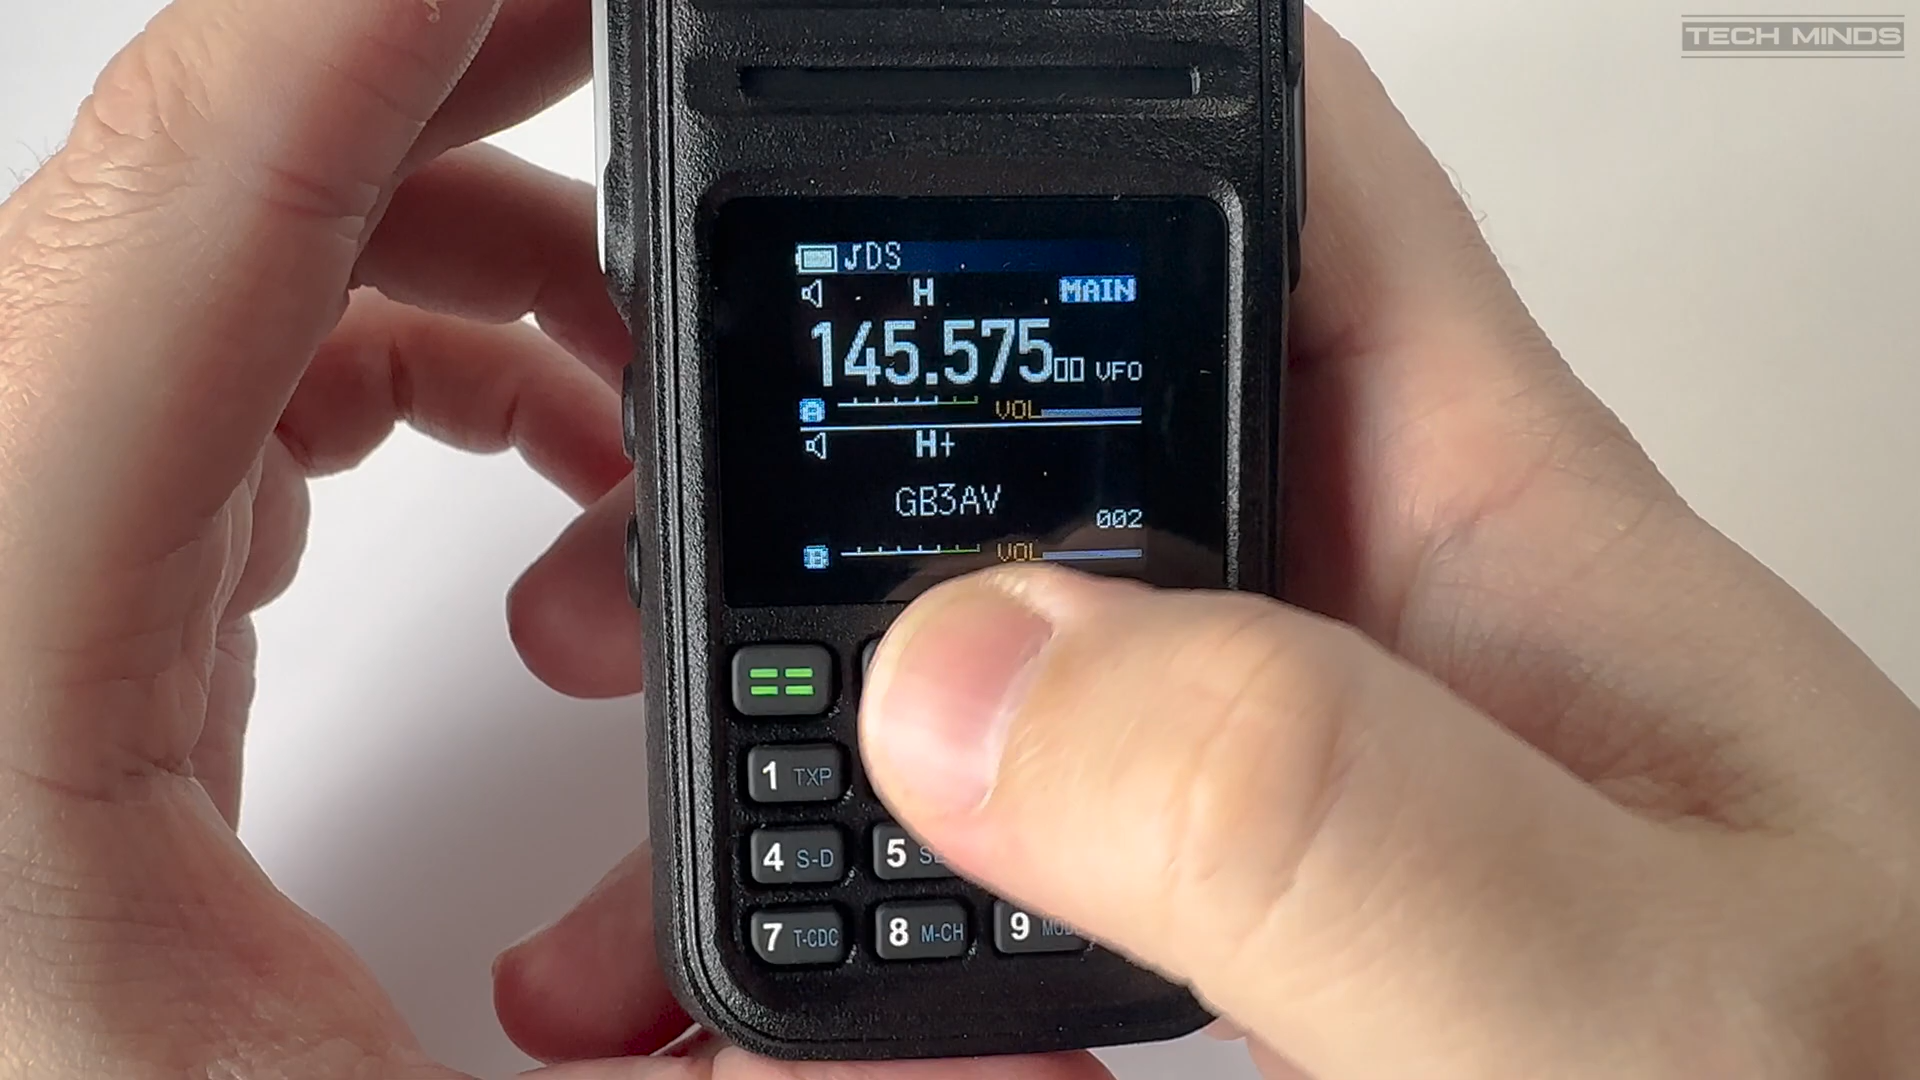 TECH MINDS
DS
H MAIN
145.57500 VFO
A VOL
H+
GB3AV
002
B VOL
1 TXP
4 S-D 5
7 T-CDC 8 M-CH 9